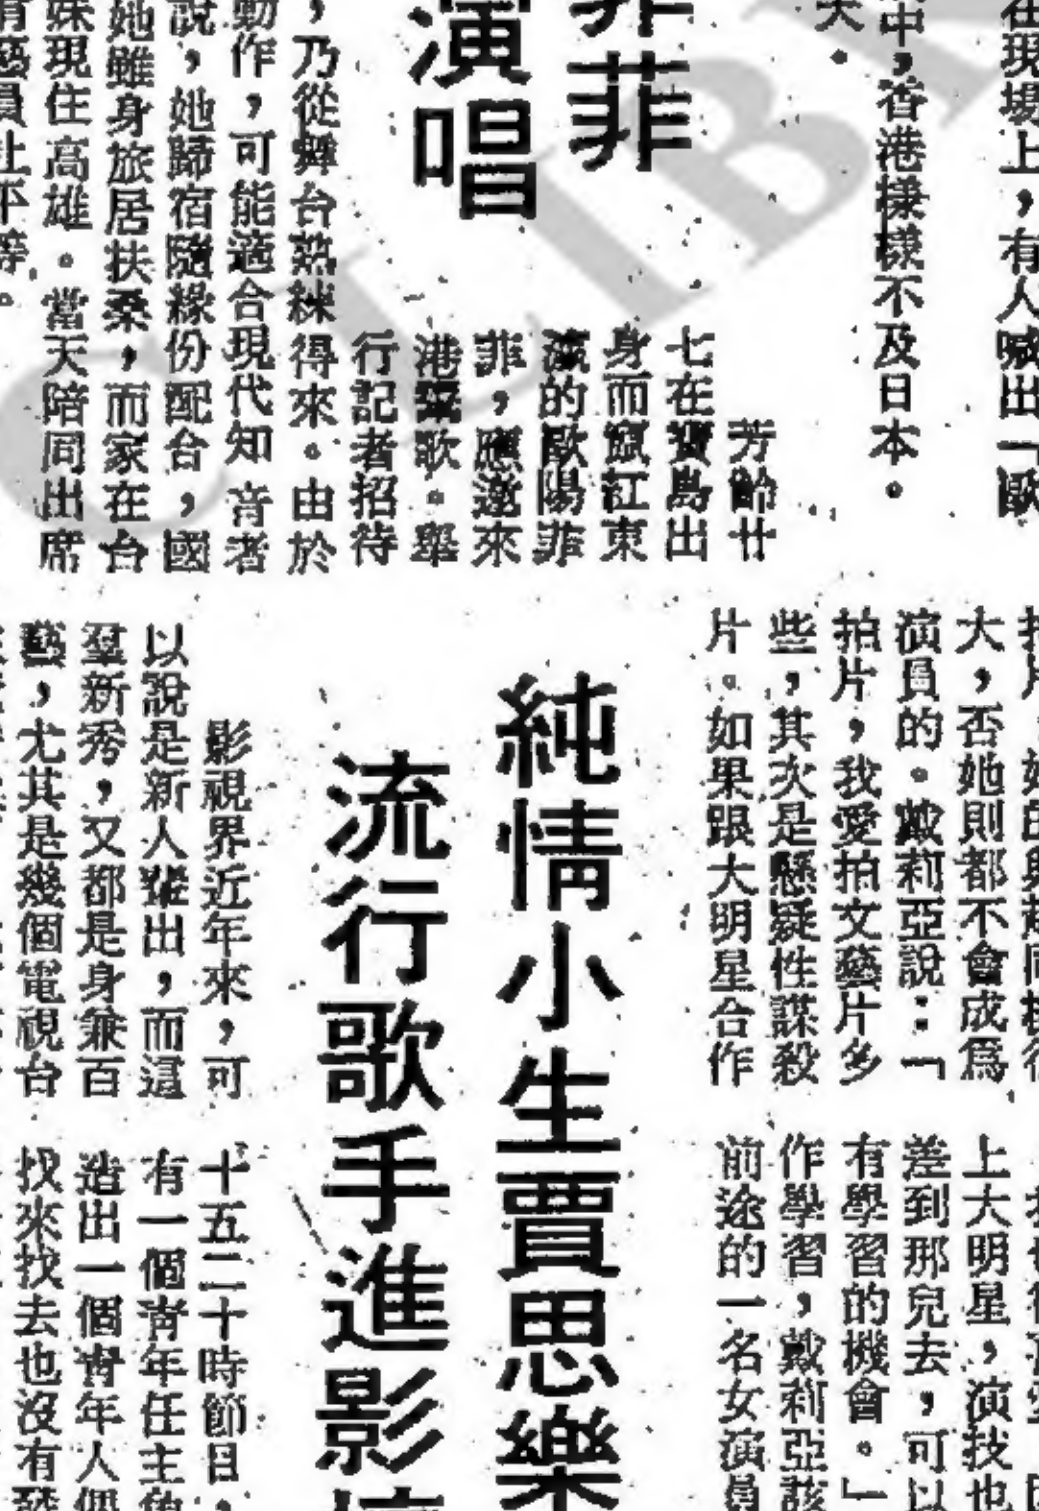 在現場上，有人喊出「歐
中，香港樣樣不及日本。
天。
菲菲
演唱
芳齡廿
七在寶島出
身而竄紅東
瀛的歐陽菲
菲，應邀來
港獻歌。舉
行記者招待
，乃從舞台熟練得來。由於
動作，可能適合現代知音者
說，她歸宿隨緣份配合，國
她雖身旅居扶桑，而家在台
妹現住高雄。當天陪同出席
大，否她則都不會成爲
演員的。戴莉亞說：「
拍片，我愛拍文藝片多
些，其次是懸疑性謀殺
片。如果跟大明星合作
上大明星，演技也
差到那兒去，可以
有學習的機會。」
作學習，戴莉亞該
前途的一名女演員
純情小生賈思樂
流行歌手進影
影視界近年來，可
以說是新人輩出，而這
羣新秀，又都是身兼百
藝，尤其是幾個電視台
十五二十時節目，
有一個青年任主角
造出一個青年人偶
找來找去也沒有發